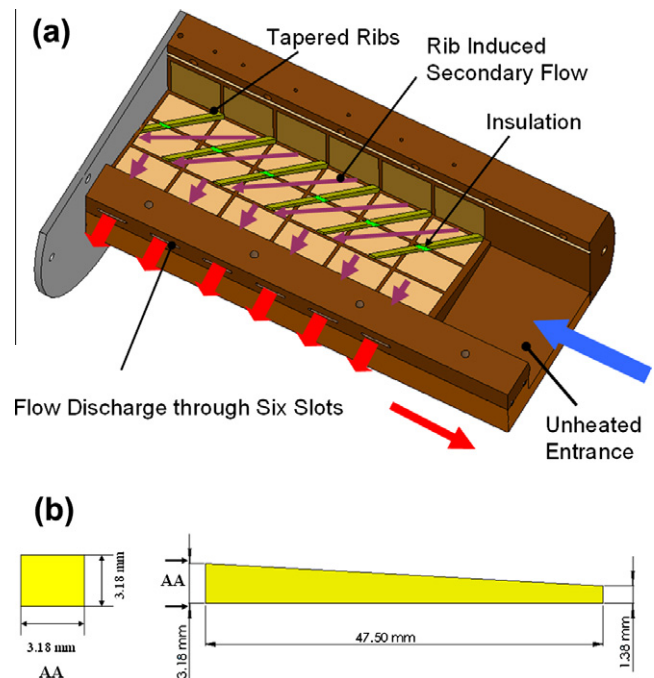 (a)
Tapered Ribs
Rib Induced
Secondary Flow
Insulation
Flow Discharge through Six Slots
Unheated
Entrance
(b)
3.18 mm
3.18 mm
AA
AA
3.18 mm
47.50 mm
1.38 mm